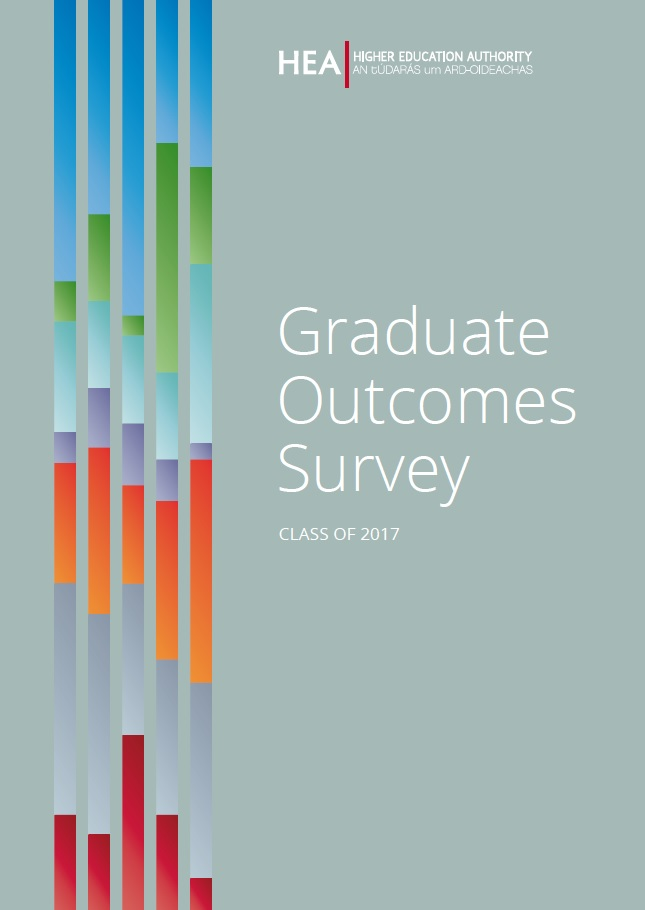 HEA HIGHER EDUCATION AUTHORITY
AN tÚDARÁS um ARD-OIDEACHAS
Graduate
Outcomes
Survey
CLASS OF 2017